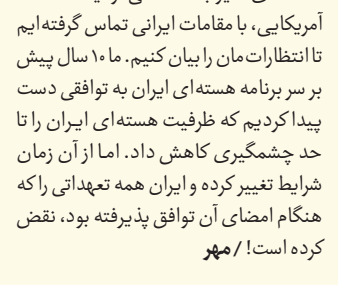 آمریکایی، با مقامات ایرانی تماس گرفته‌ایم
تا انتظارات‌مان را بیان کنیم. ما ۱۰ سال پیش
بر سر برنامه هسته‌ای ایران به توافقی دست
پیدا کردیم که ظرفیت هسته‌ای ایران را تا
حد چشمگیری کاهش داد. اما از آن زمان
شرایط تغییر کرده و ایران همه تعهداتی را که
هنگام امضای آن توافق پذیرفته بود، نقض
کرده است! / مهر